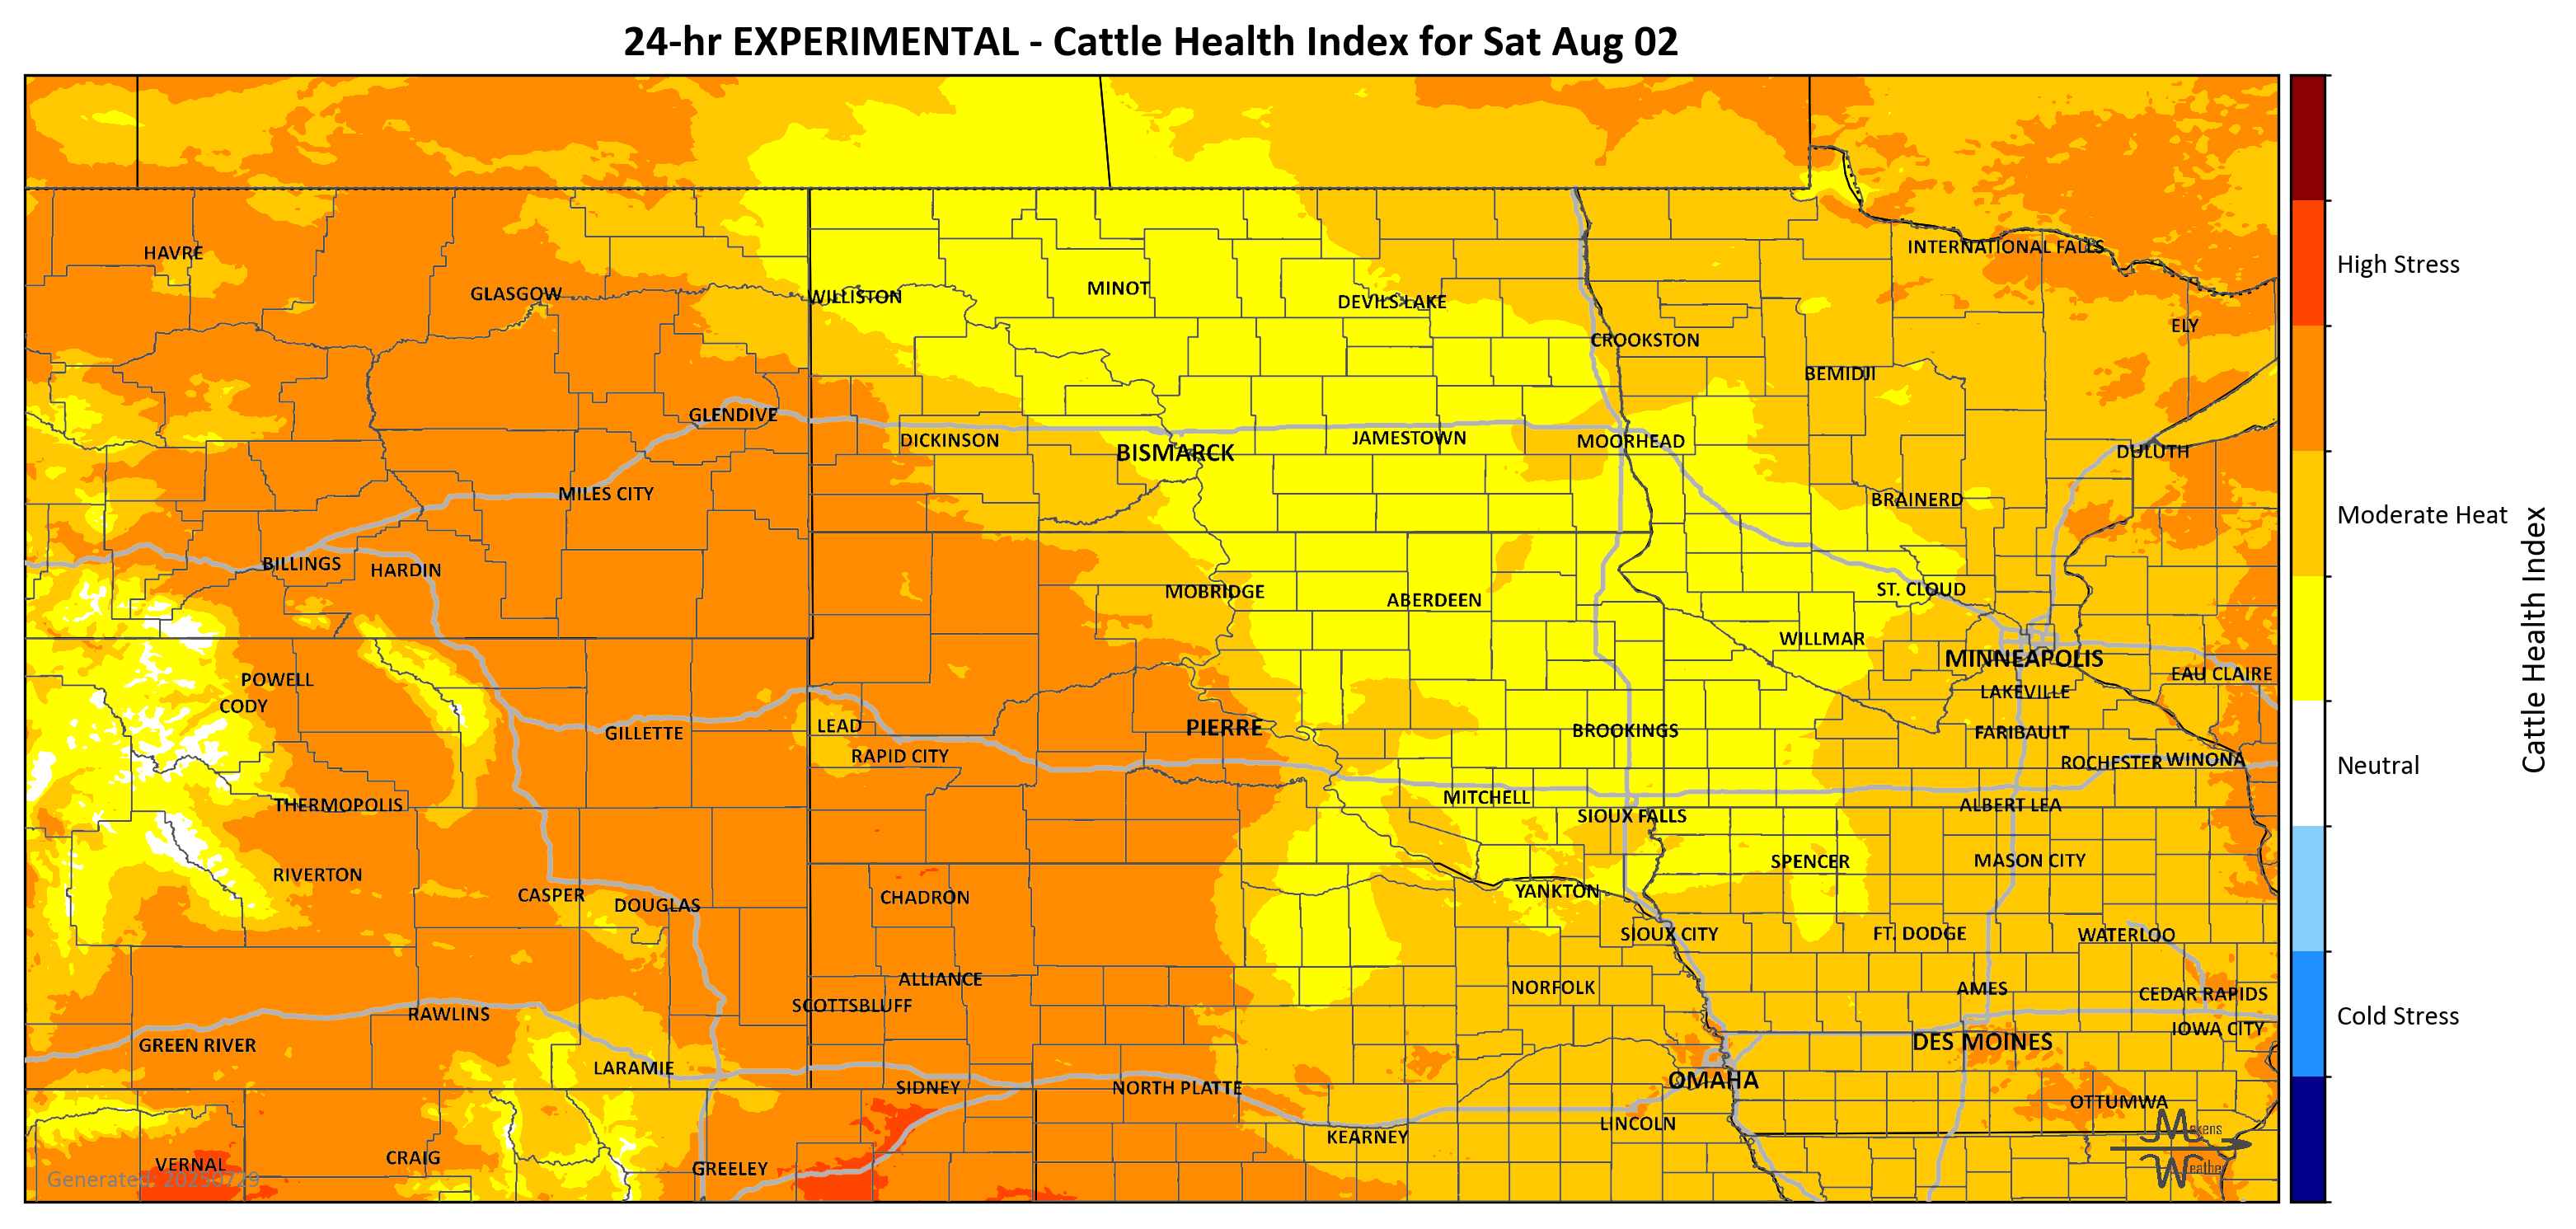 24-hr EXPERIMENTAL - Cattle Health Index for Sat Aug 02
HAVRE
INTERNATIONAL FALLS
GLASGOW
WILLISTON
MINOT
DEVILS LAKE
ELY
CROOKSTON
BEMIDJI
GLENDIVE
DICKINSON
BISMARCK
JAMESTOWN
MOORHEAD
DULUTH
MILES CITY
BRAINERD
BILLINGS
HARDIN
MOBRIDGE
ABERDEEN
ST. CLOUD
WILLMAR
MINNEAPOLIS
POWELL
EAU CLAIRE
CODY
LAKEVILLE
GILLETTE
LEAD
PIERRE
BROOKINGS
FARIBAULT
RAPID CITY
ROCHESTER
WINONA
THERMOPOLIS
MITCHELL
ALBERT LEA
SIOUX FALLS
RIVERTON
SPENCER
MASON CITY
CASPER
DOUGLAS
CHADRON
YANKTON
SIOUX CITY
FT. DODGE
WATERLOO
ALLIANCE
NORFOLK
AMES
CEDAR RAPIDS
SCOTTSBLUFF
RAWLINS
IOWA CITY
GREEN RIVER
DES MOINES
LARAMIE
SIDNEY
NORTH PLATTE
OMAHA
OTTUMWA
LINCOLN
KEARNEY
VERNAL
CRAIG
GREELEY
Generated: 20250729
Makens
Weather
High Stress
Moderate Heat
Neutral
Cold Stress
Cattle Health Index